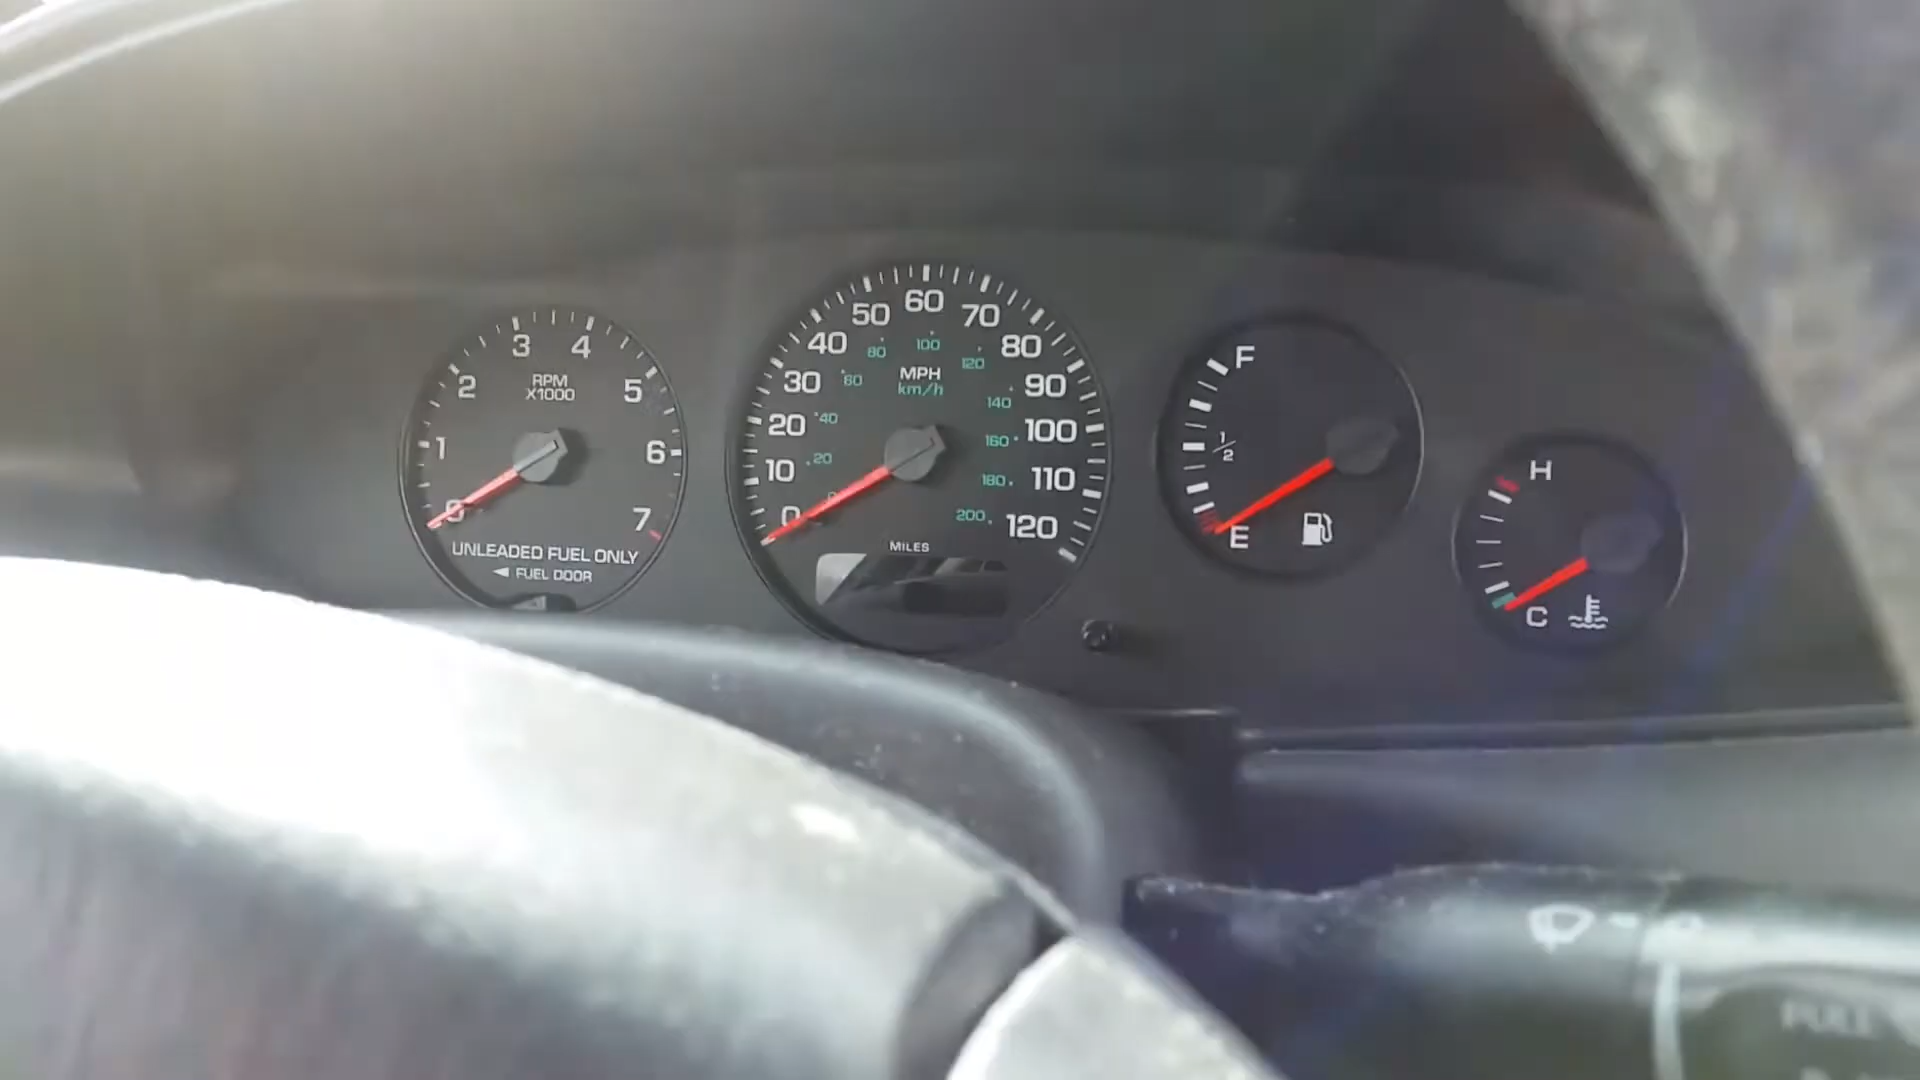 3 4
2 5
RPM
X1000
1 6
0 7
UNLEADED FUEL ONLY
◄ FUEL DOOR
60
50 70
40 80
80 100 120
MPH
km/h
30 60 140 90
20 40 160 100
10 20 180 110
0 0 200 120
MILES
F
1/2
E
H
C
PULL